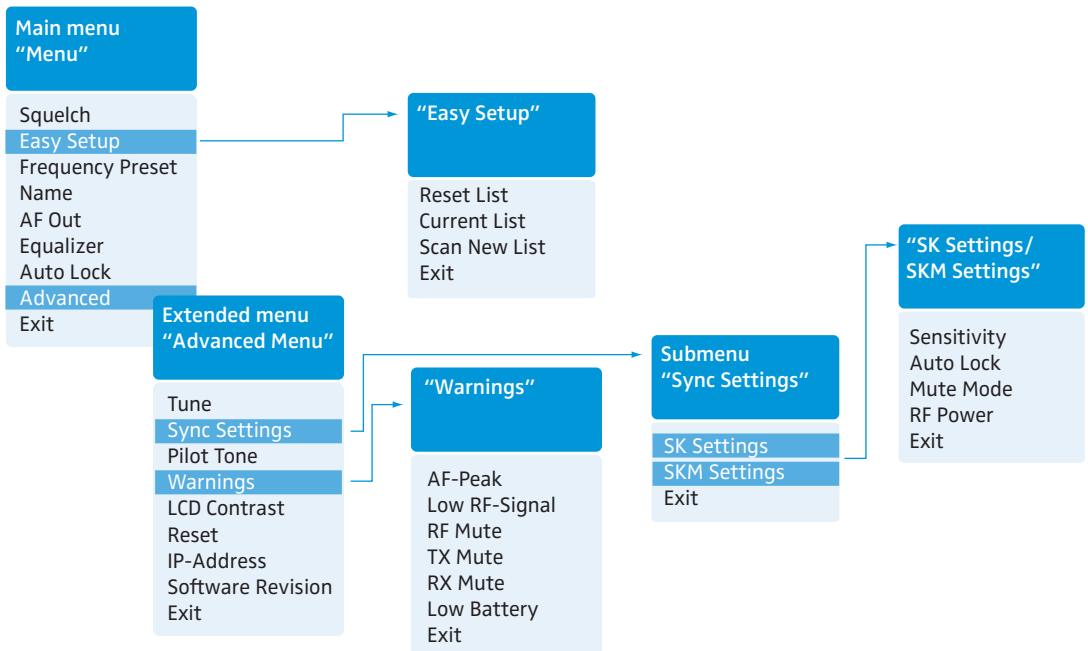 Main menu
“Menu”
Squelch
Easy Setup
Frequency Preset
Name
AF Out
Equalizer
Auto Lock
Advanced
Exit
“Easy Setup”
Reset List
Current List
Scan New List
Exit
Extended menu
“Advanced Menu”
Tune
Sync Settings
Pilot Tone
Warnings
LCD Contrast
Reset
IP-Address
Software Revision
Exit
“Warnings”
AF-Peak
Low RF-Signal
RF Mute
TX Mute
RX Mute
Low Battery
Exit
Submenu
“Sync Settings”
SK Settings
SKM Settings
Exit
“SK Settings/
SKM Settings”
Sensitivity
Auto Lock
Mute Mode
RF Power
Exit